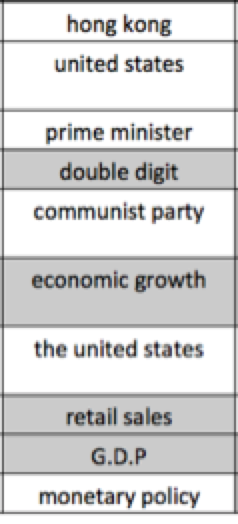 hong kong
united states
prime minister
double digit
communist party
economic growth
the united states
retail sales
G.D.P
monetary policy